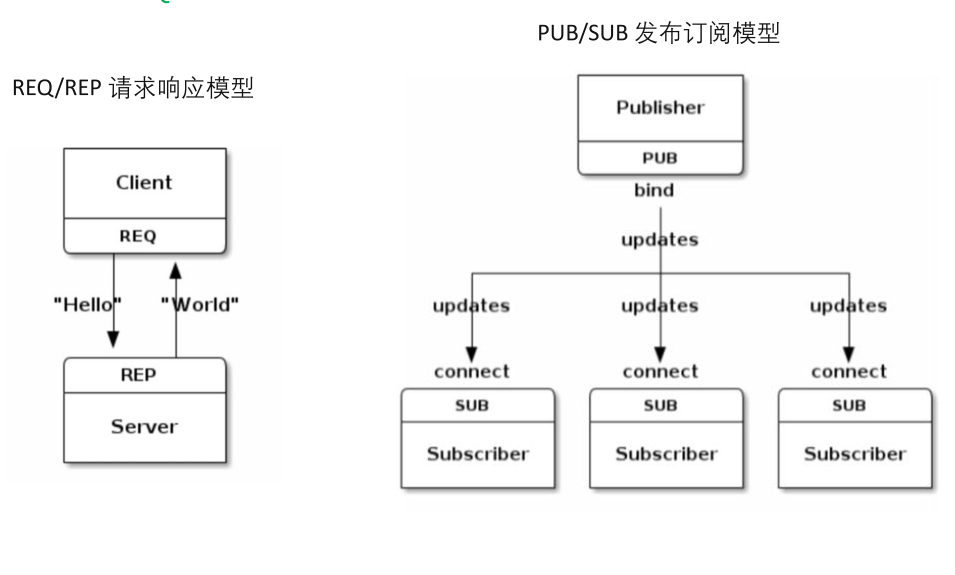 REQ/REP 请求响应模型
Client
REQ
"Hello"
"World"
REP
Server
PUB/SUB 发布订阅模型
Publisher
PUB
bind
updates
updates updates updates
connect connect connect
SUB SUB SUB
Subscriber Subscriber Subscriber